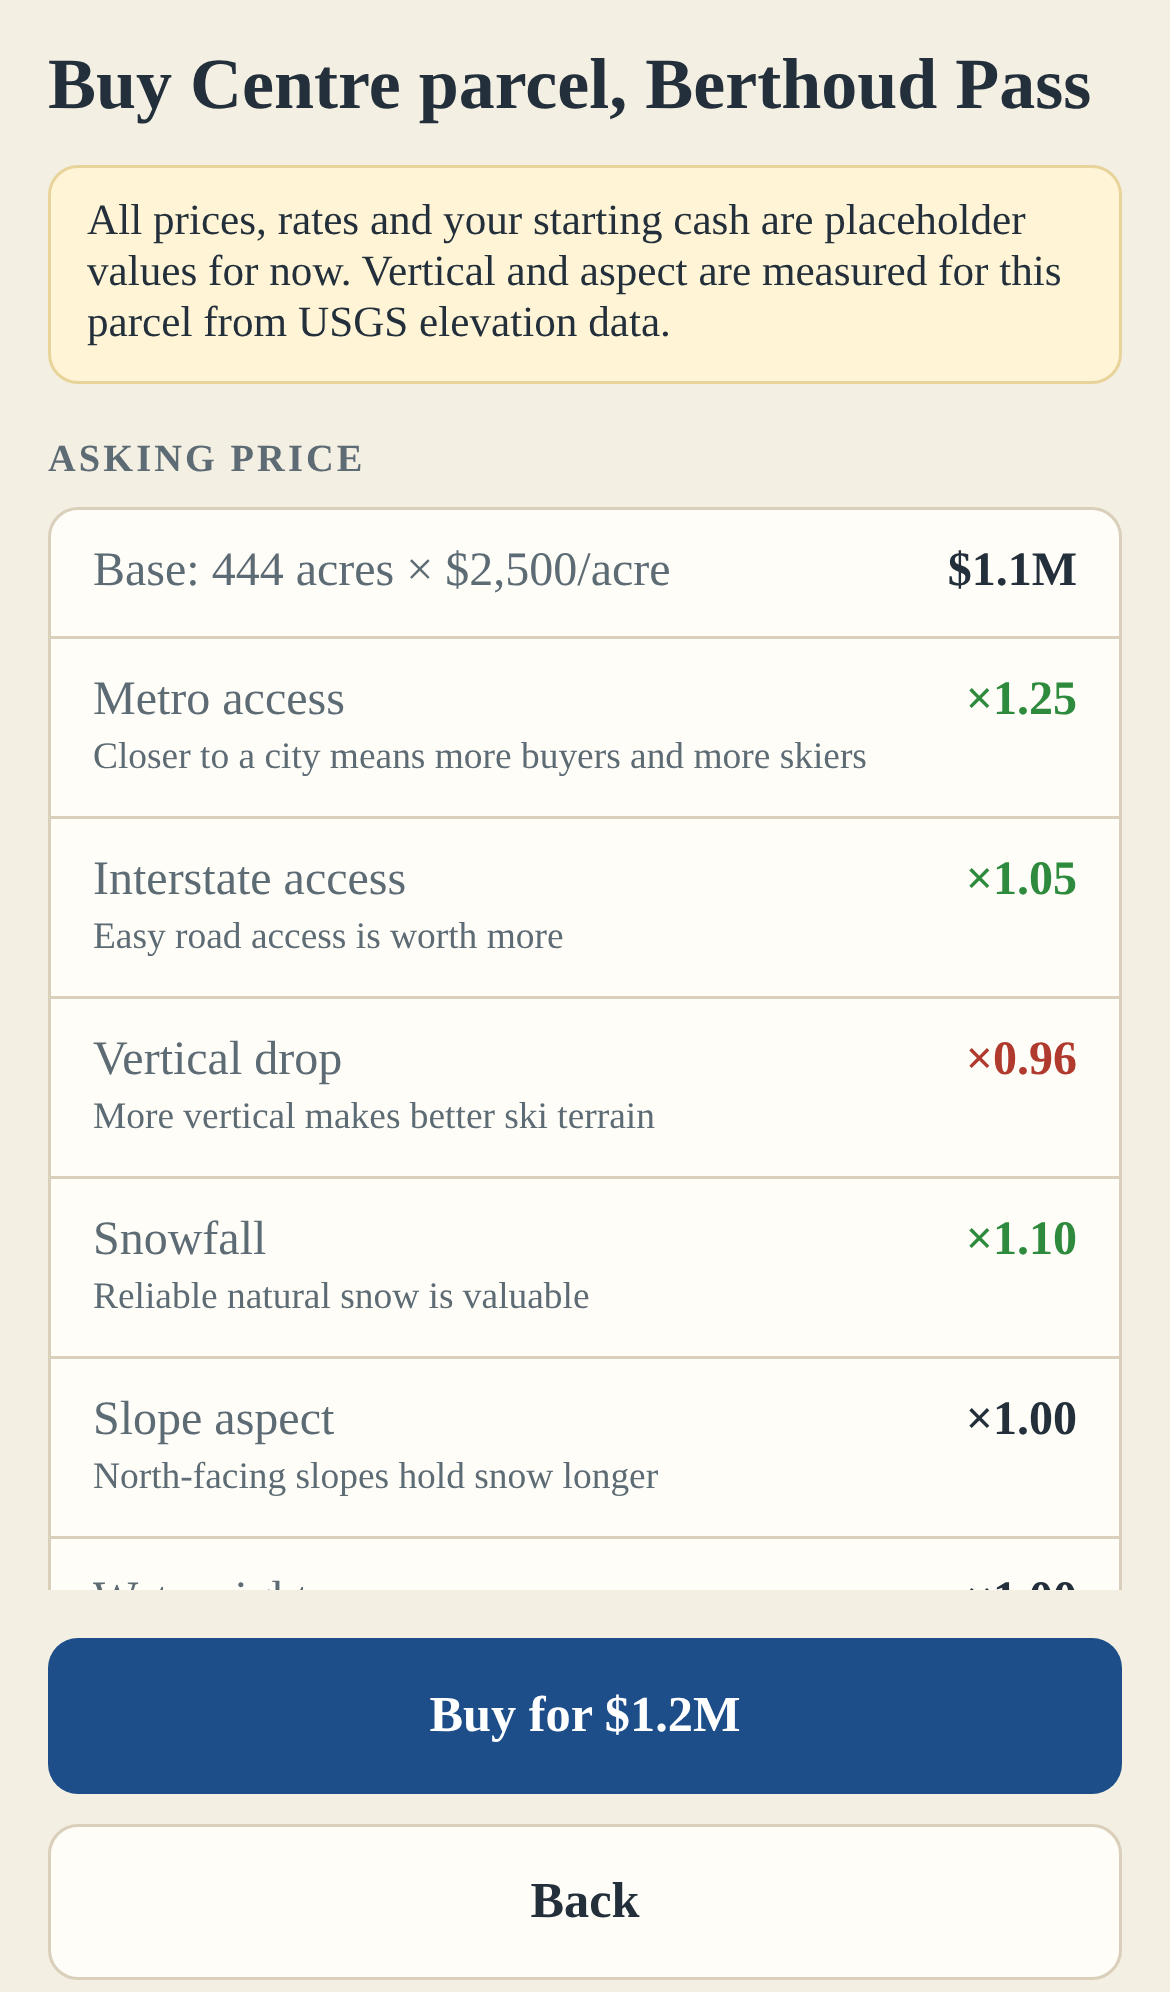 Buy Centre parcel, Berthoud Pass
All prices, rates and your starting cash are placeholder
values for now. Vertical and aspect are measured for this
parcel from USGS elevation data.
ASKING PRICE
Base: 444 acres × $2,500/acre $1.1M
Metro access ×1.25
Closer to a city means more buyers and more skiers
Interstate access ×1.05
Easy road access is worth more
Vertical drop ×0.96
More vertical makes better ski terrain
Snowfall ×1.10
Reliable natural snow is valuable
Slope aspect ×1.00
North-facing slopes hold snow longer
Buy for $1.2M
Back